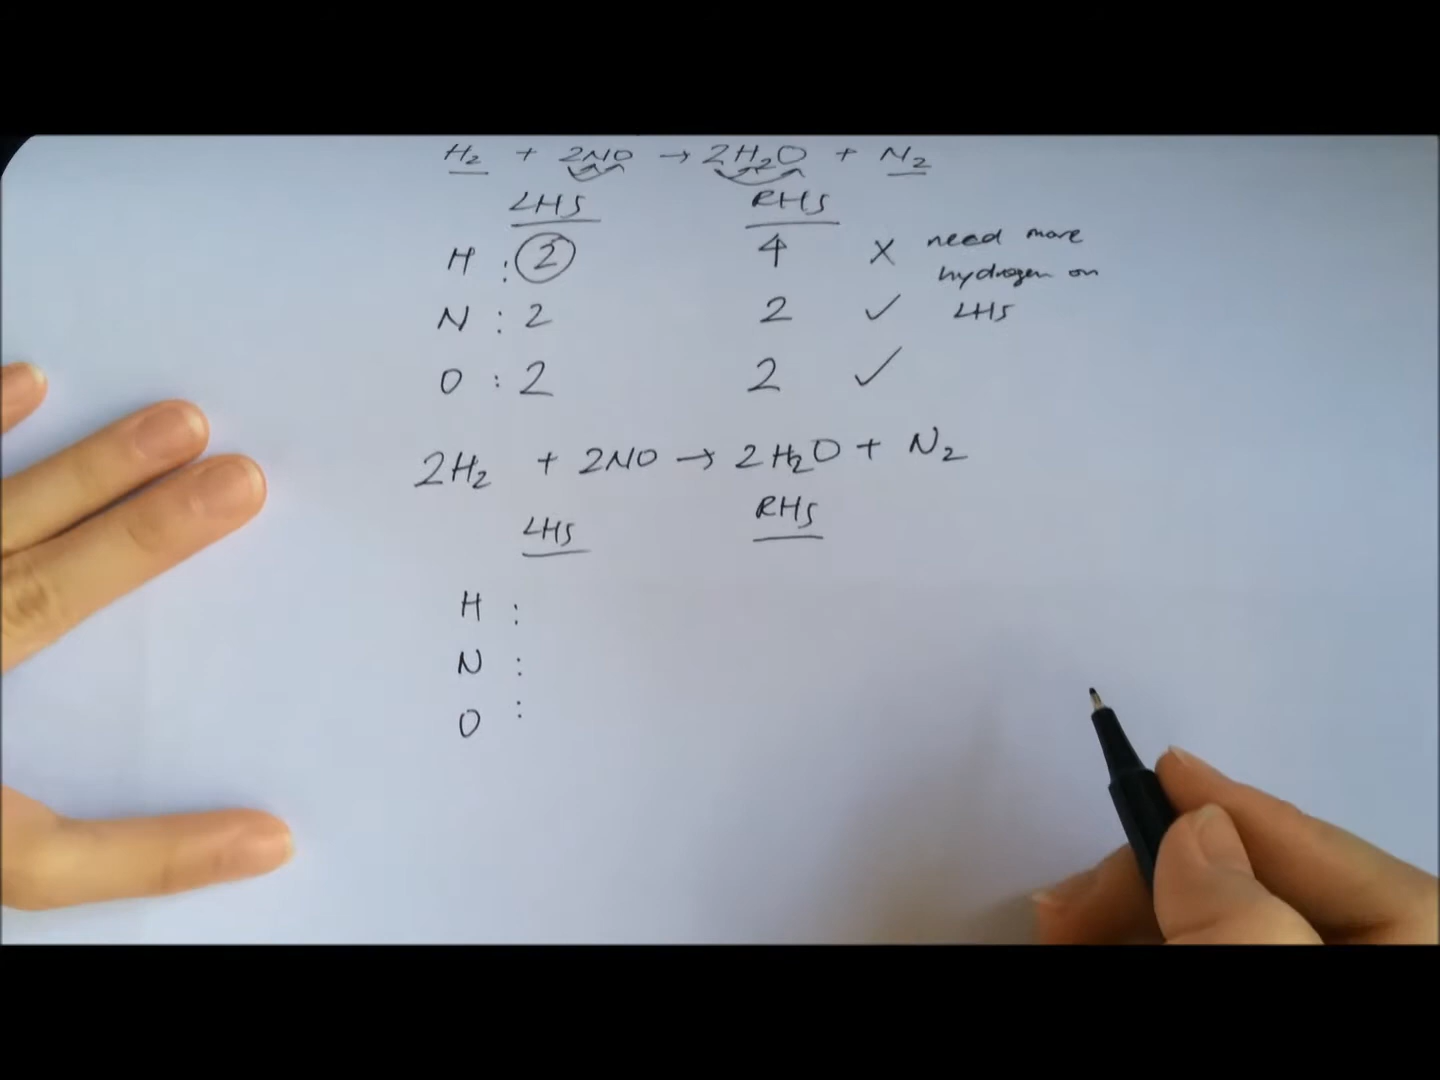 H₂ + 2NO → 2H₂O + N₂
LHS RHS
H : 2 4 ✗ need more
hydrogen on
N : 2 2 ✓ LHS
O : 2 2 ✓
2H₂ + 2NO → 2H₂O + N₂
LHS RHS
H :
N :
O :